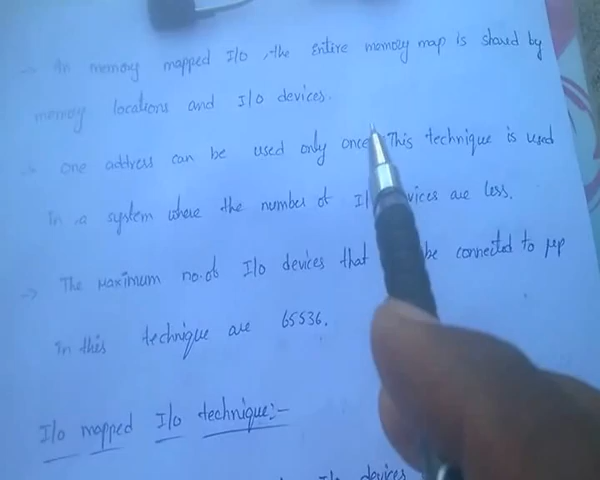 → In memory mapped I/O, the Entire memory map is shared by
memory locations and I/O devices.
→ One address can be used only once. This technique is used
In a system where the number of I/ vices are less.
→ The maximum no.of I/o devices that be connected to μp
In this technique are 65536.
I/o mapped I/o technique:-
I/o devices